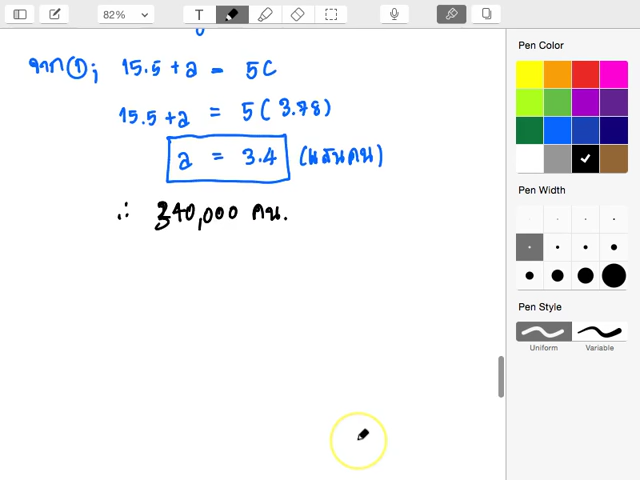 82%
T
จาก ①; 15.5 + a = 5C
15.5 + a = 5(3.78)
a = 3.4 (แสนคน)
∴ 340,000 คน.
Pen Color
Pen Width
Pen Style
Uniform Variable